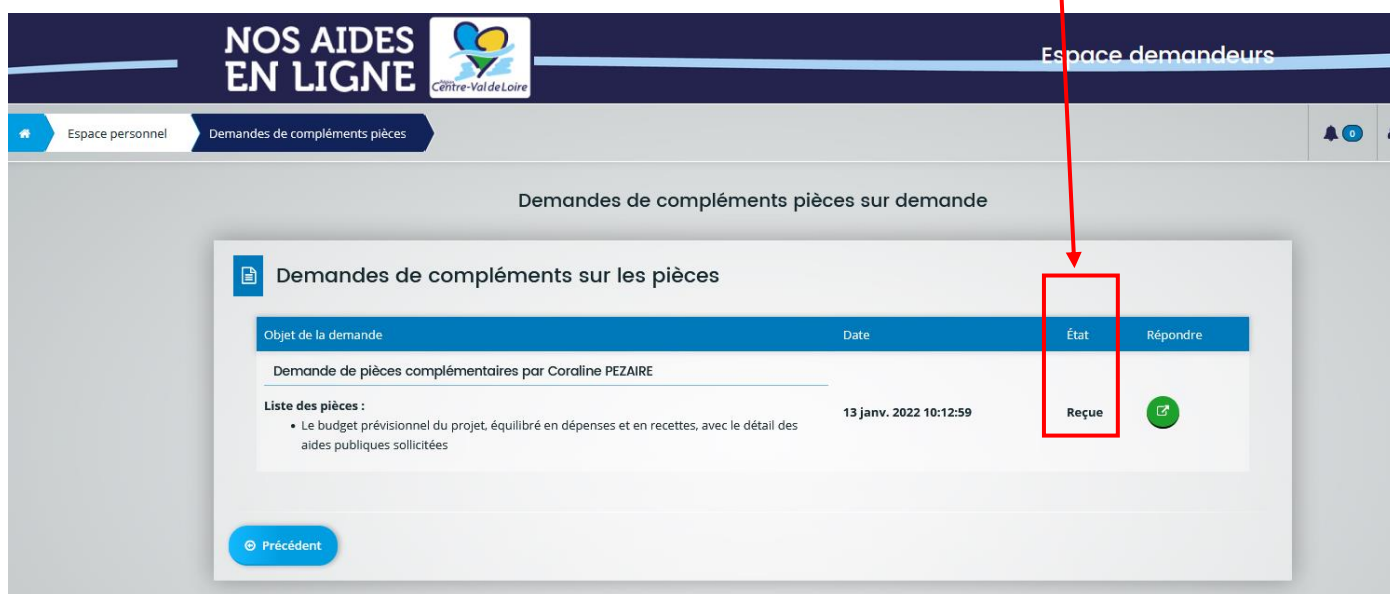 NOS AIDES
EN LIGNE
Région
Centre-Val de Loire
Espace demandeurs
Espace personnel
Demandes de compléments pièces
0
Demandes de compléments pièces sur demande
Demandes de compléments sur les pièces
Objet de la demande Date État Répondre
Demande de pièces complémentaires par Coraline PEZAIRE
Liste des pièces :
• Le budget prévisionnel du projet, équilibré en dépenses et en recettes, avec le détail des
aides publiques sollicitées
13 janv. 2022 10:12:59
Reçue
Précédent